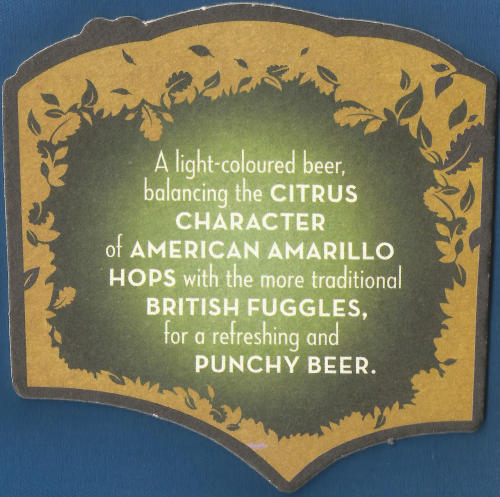 A light-coloured beer,
balancing the CITRUS
CHARACTER
of AMERICAN AMARILLO
HOPS with the more traditional
BRITISH FUGGLES,
for a refreshing and
PUNCHY BEER.